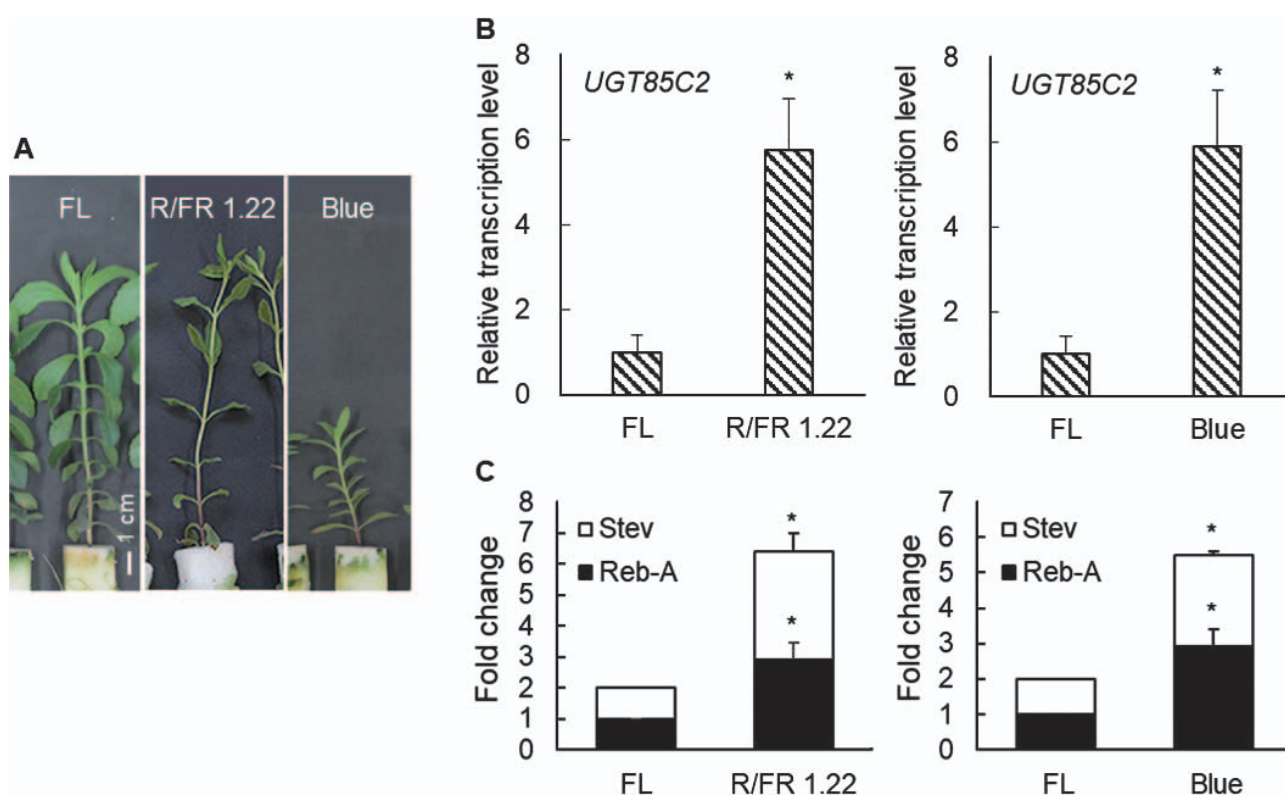 A
FL
R/FR 1.22
Blue
1 cm
B
Relative transcription level
8
6
4
2
0
UGT85C2
*
FL
R/FR 1.22
Relative transcription level
8
6
4
2
0
UGT85C2
*
FL
Blue
C
Fold change
8
7
6
5
4
3
2
1
0
Stev
Reb-A
*
*
FL
R/FR 1.22
Fold change
7
6
5
4
3
2
1
0
Stev
Reb-A
*
*
FL
Blue